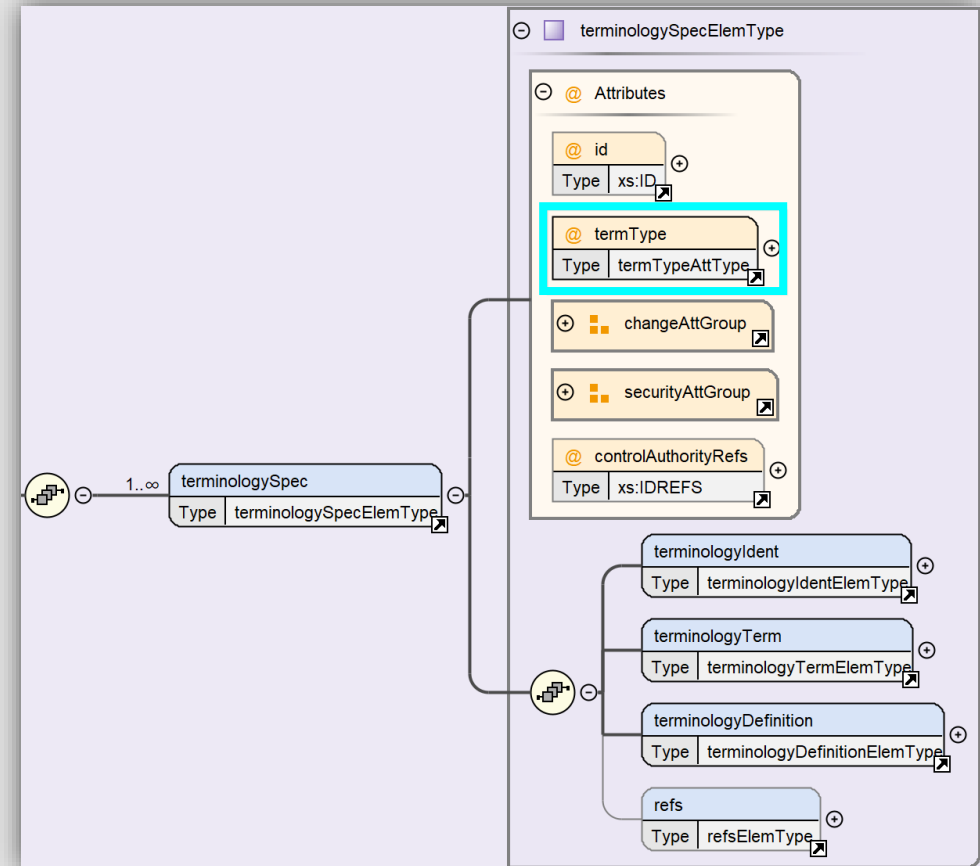 terminologySpecElemType
@ Attributes
@ id
Type xs:ID
@ termType
Type termTypeAttType
changeAttGroup
securityAttGroup
@ controlAuthorityRefs
Type xs:IDREFS
1..∞
terminologySpec
Type terminologySpecElemType
terminologyIdent
Type terminologyIdentElemType
terminologyTerm
Type terminologyTermElemType
terminologyDefinition
Type terminologyDefinitionElemType
refs
Type refsElemType